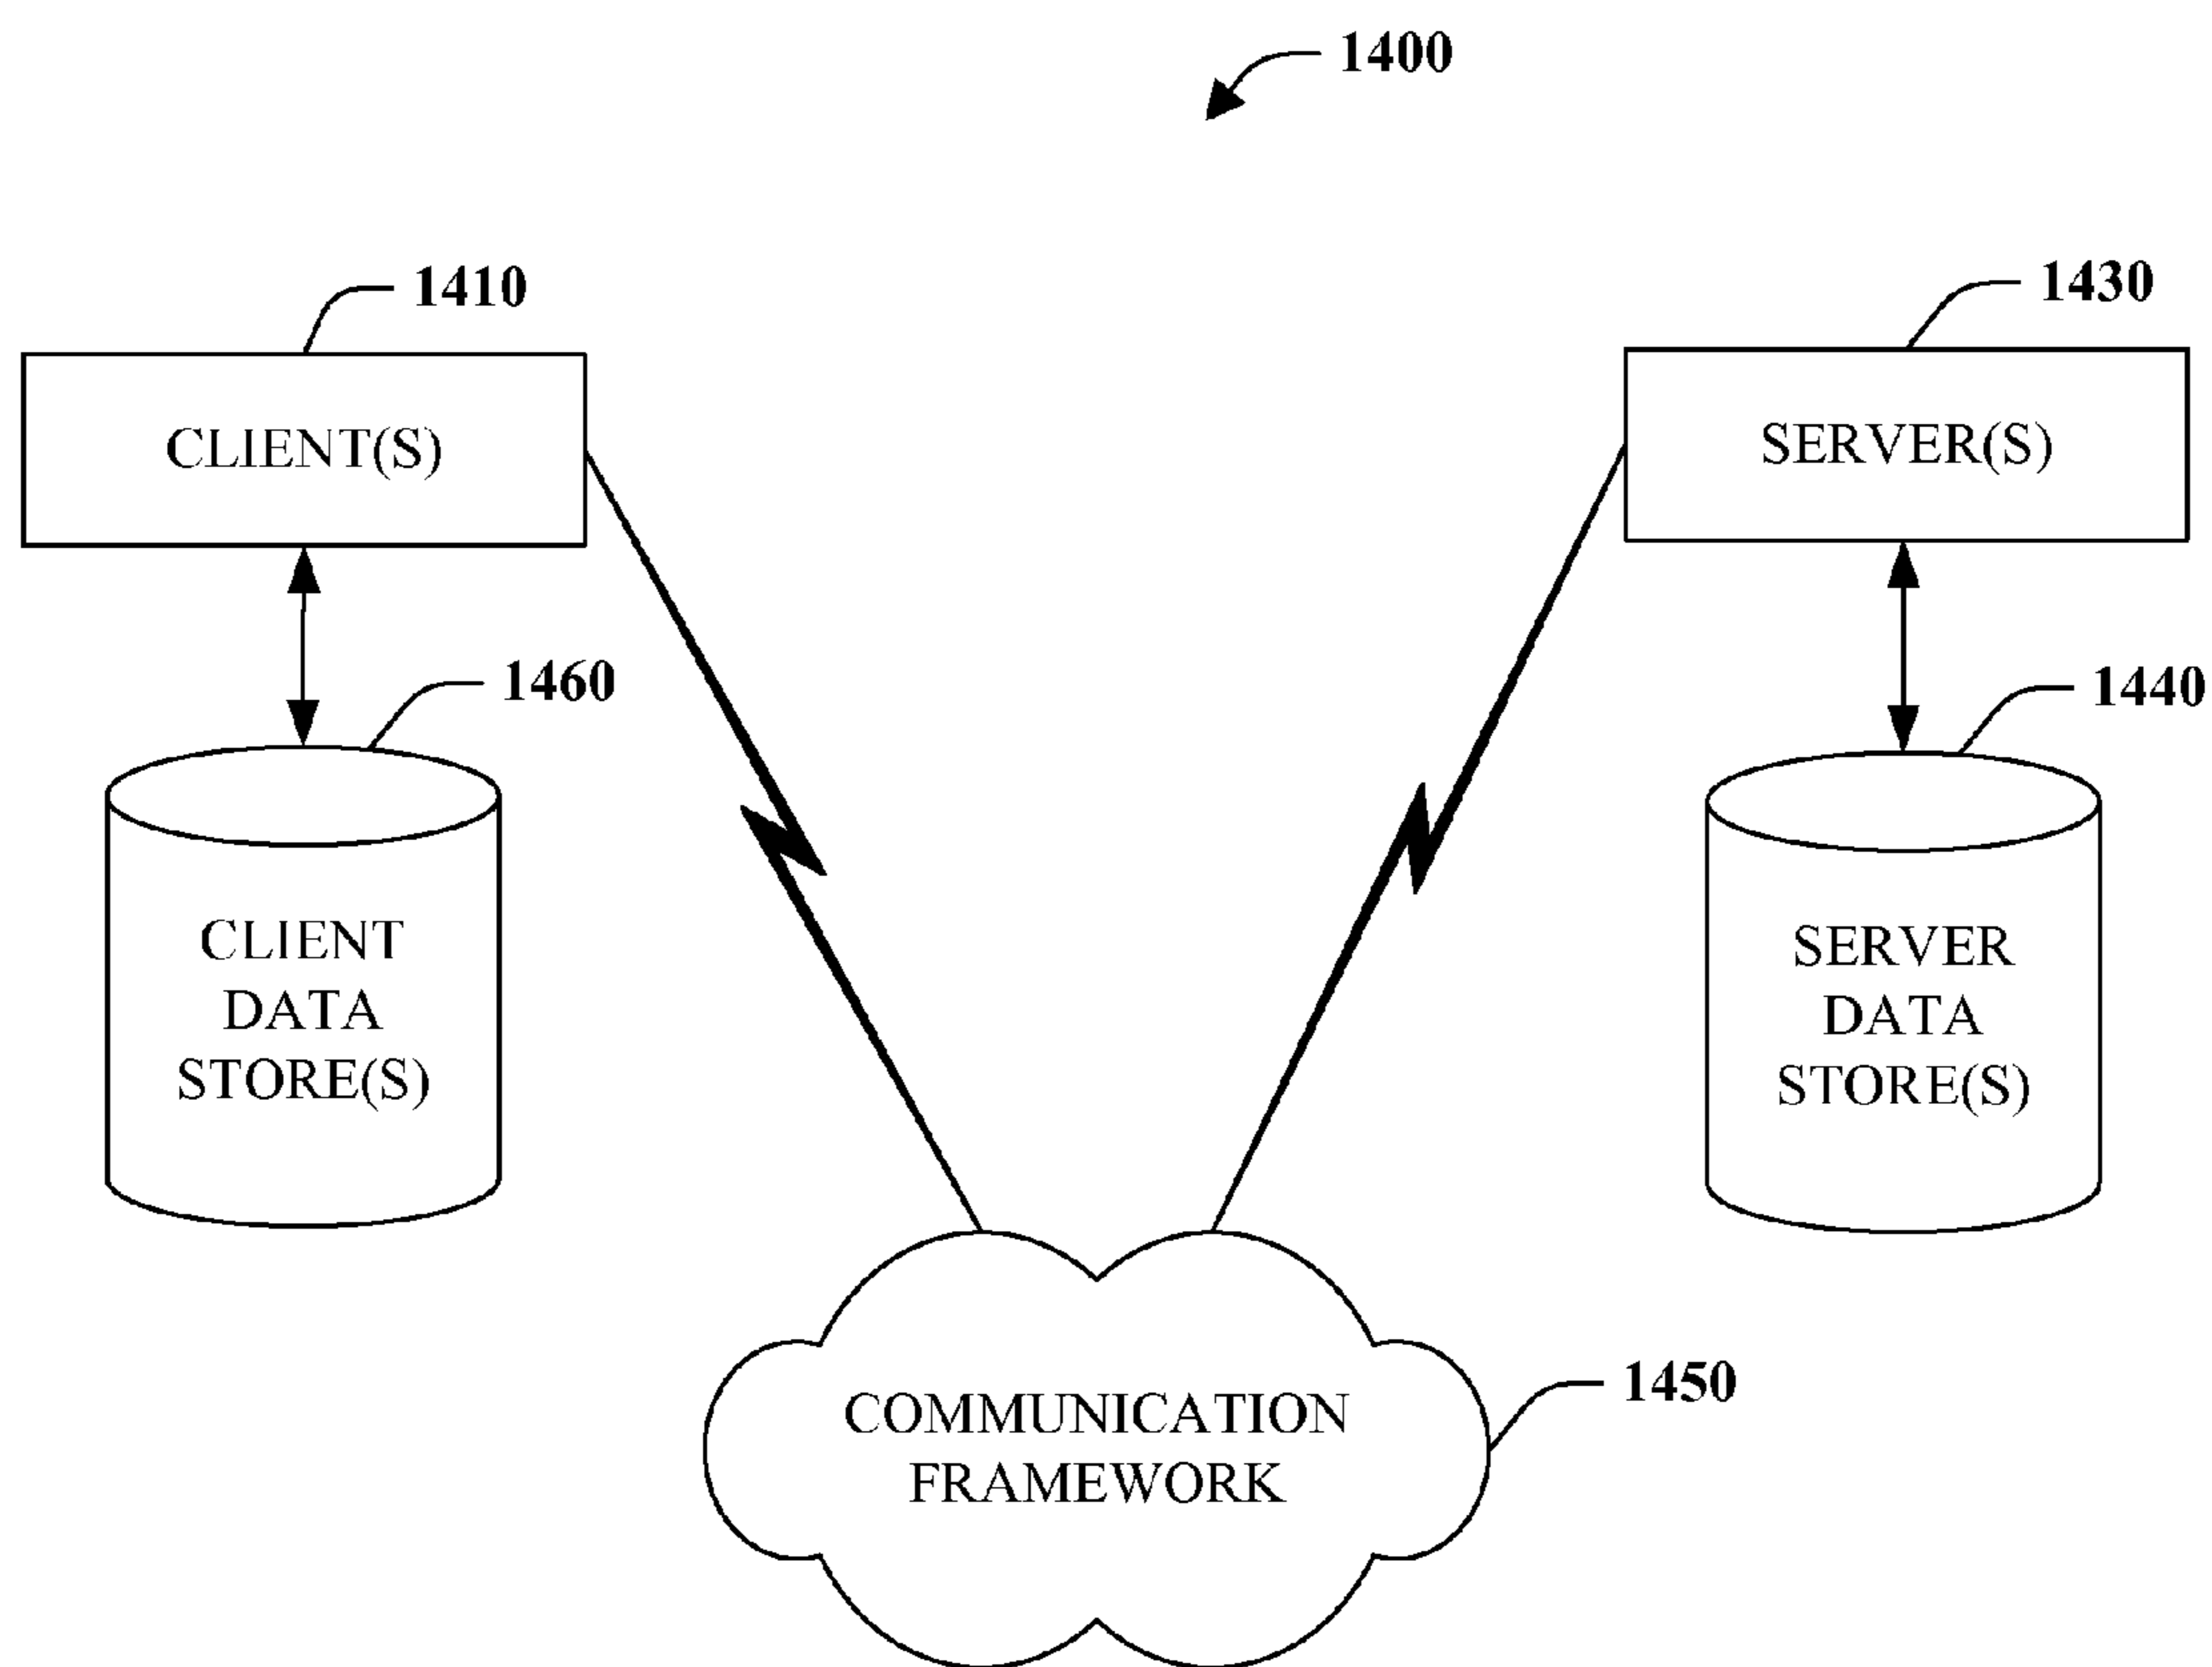 1400
1410
1430
CLIENT(S)
SERVER(S)
1460
1440
CLIENT
DATA
STORE(S)
SERVER
DATA
STORE(S)
1450
COMMUNICATION
FRAMEWORK